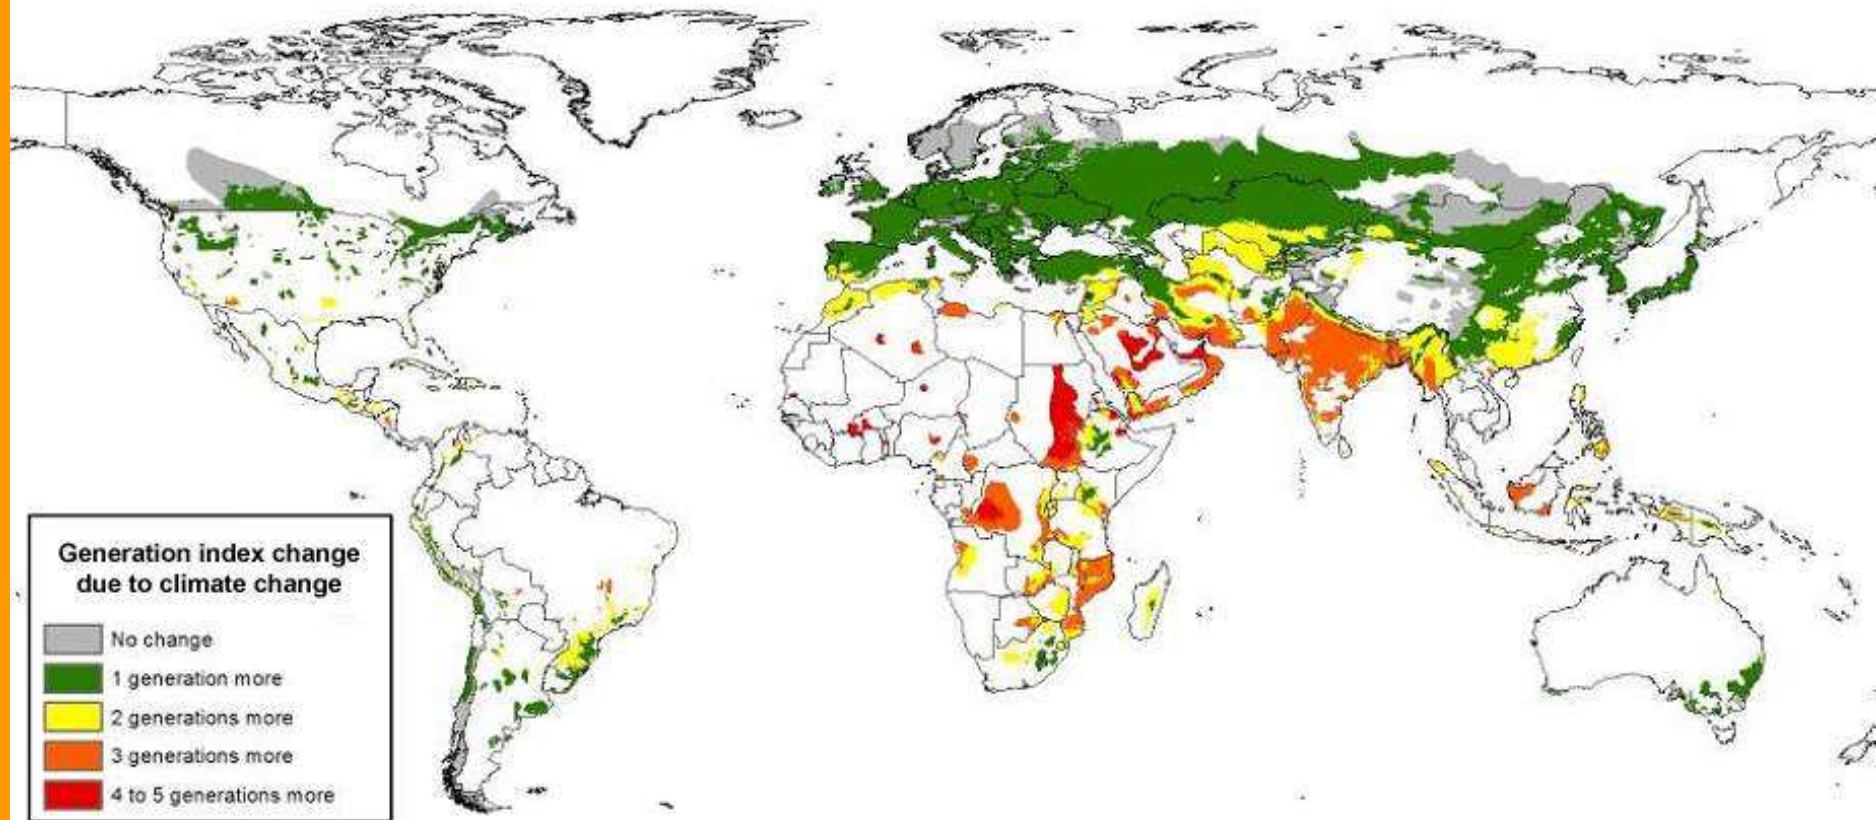 Generation index change
due to climate change
No change
1 generation more
2 generations more
3 generations more
4 to 5 generations more